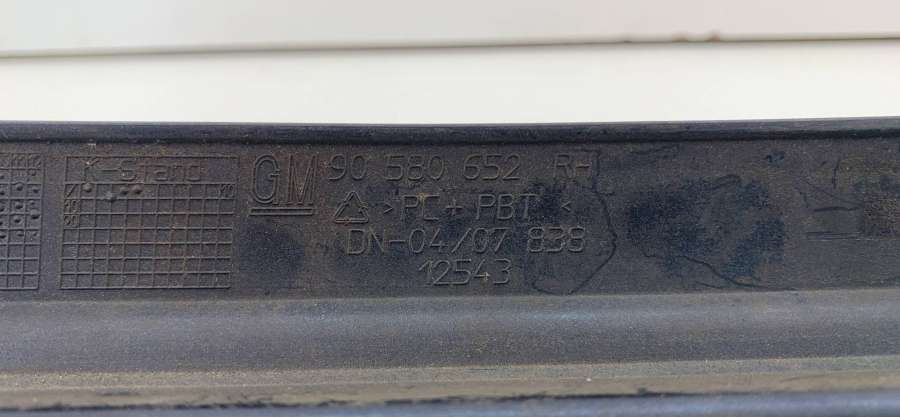 K-Stand
GM 90 580 652 RH
>PC+PBT<
DN-04/07 838
12543